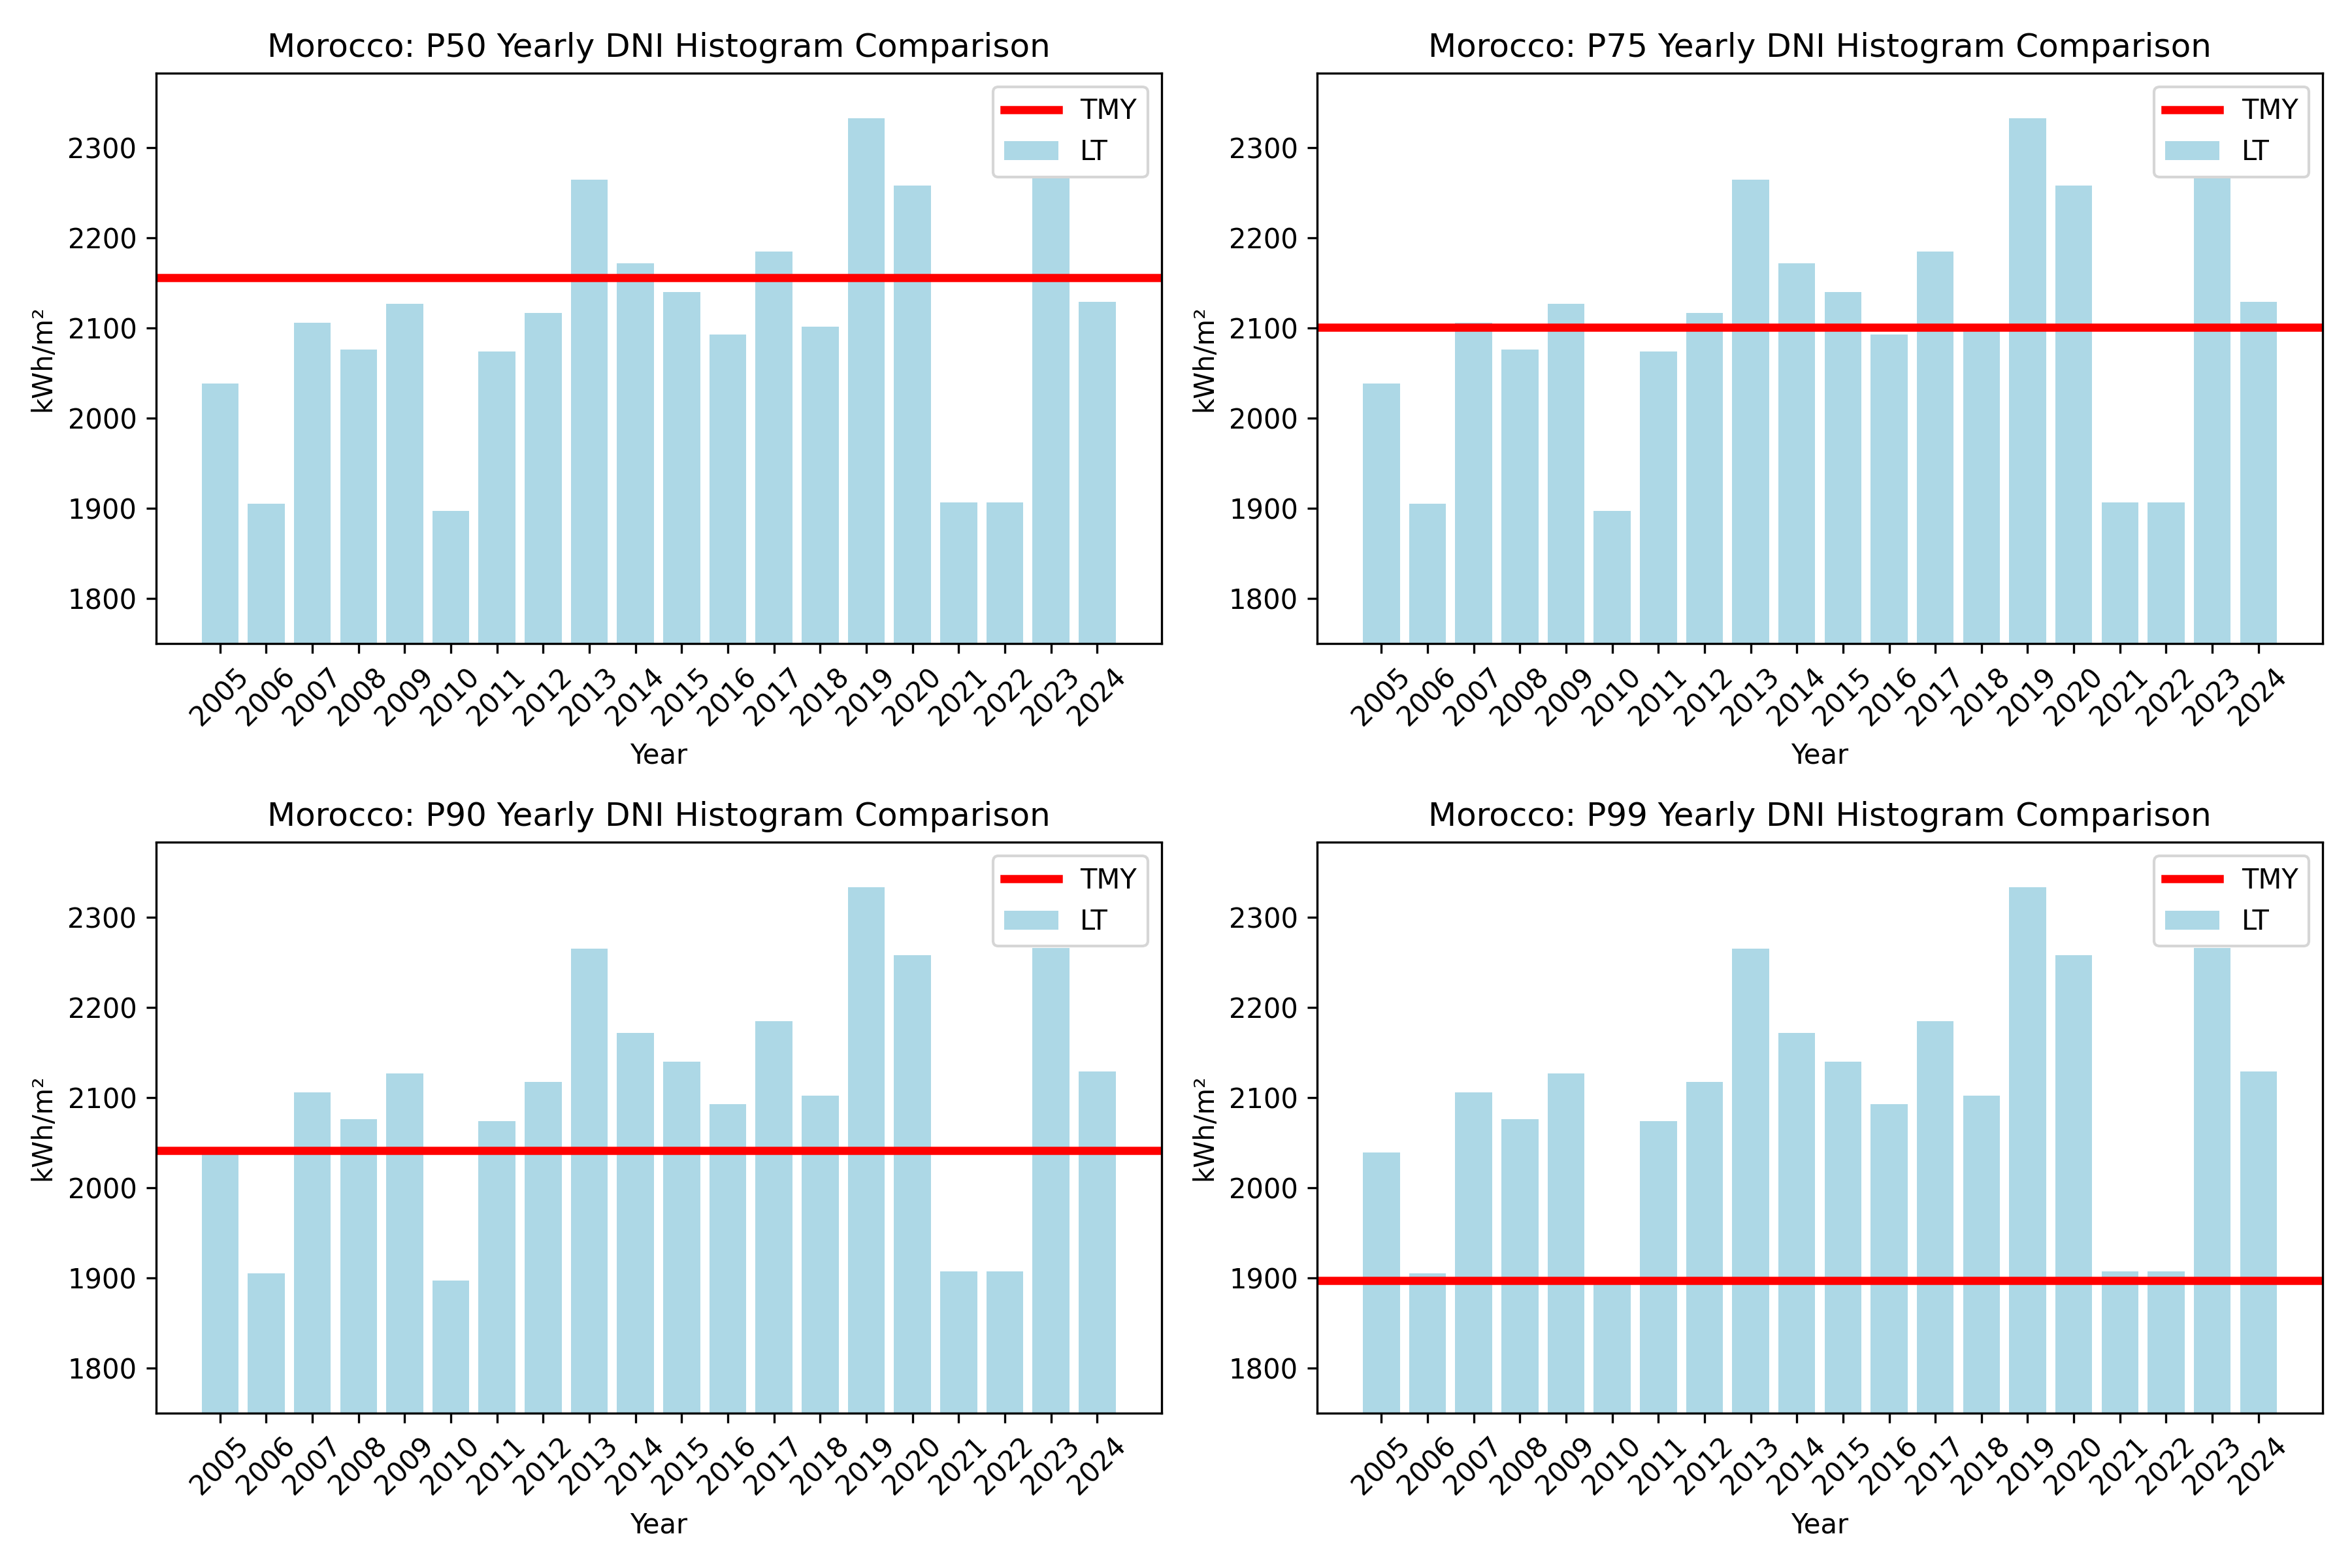 Morocco: P50 Yearly DNI Histogram Comparison
TMY
LT
kWh/m²
2300
2200
2100
2000
1900
1800
2005 2006 2007 2008 2009 2010 2011 2012 2013 2014 2015 2016 2017 2018 2019 2020 2021 2022 2023 2024
Year
Morocco: P75 Yearly DNI Histogram Comparison
TMY
LT
kWh/m²
2300
2200
2100
2000
1900
1800
2005 2006 2007 2008 2009 2010 2011 2012 2013 2014 2015 2016 2017 2018 2019 2020 2021 2022 2023 2024
Year
Morocco: P90 Yearly DNI Histogram Comparison
TMY
LT
kWh/m²
2300
2200
2100
2000
1900
1800
2005 2006 2007 2008 2009 2010 2011 2012 2013 2014 2015 2016 2017 2018 2019 2020 2021 2022 2023 2024
Year
Morocco: P99 Yearly DNI Histogram Comparison
TMY
LT
kWh/m²
2300
2200
2100
2000
1900
1800
2005 2006 2007 2008 2009 2010 2011 2012 2013 2014 2015 2016 2017 2018 2019 2020 2021 2022 2023 2024
Year